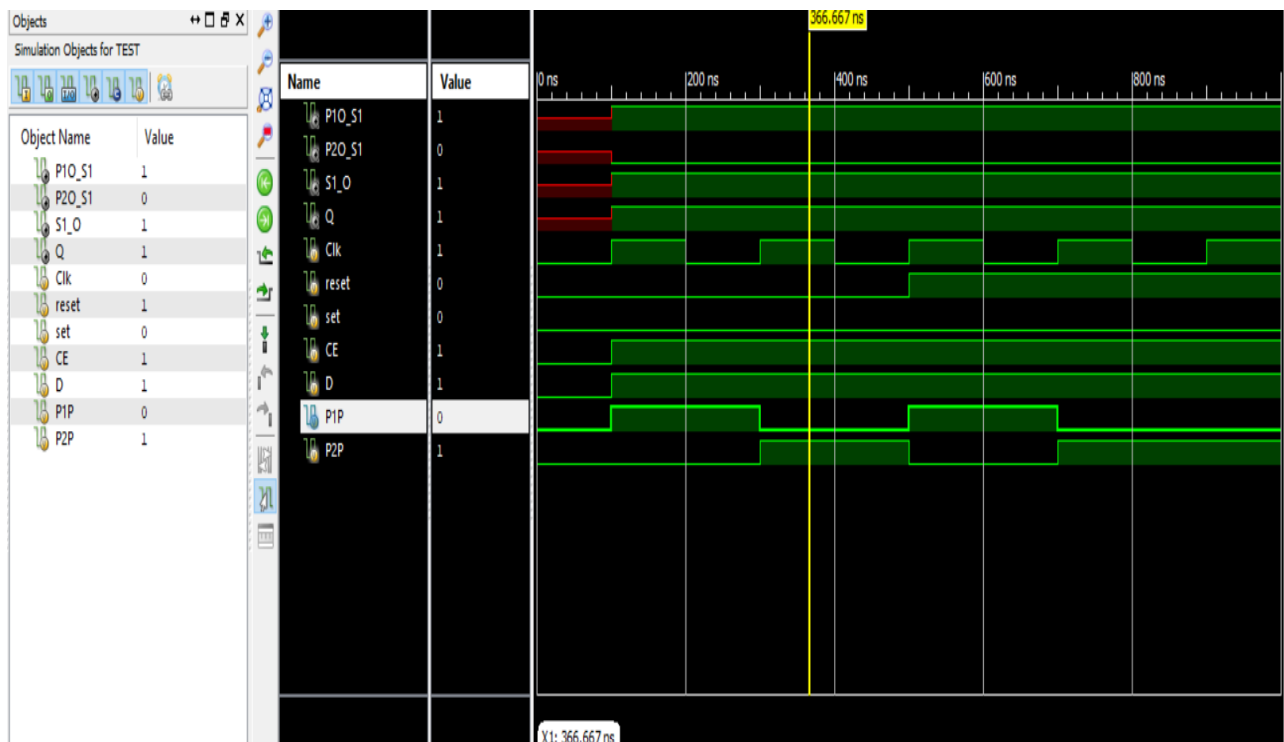 Objects
Simulation Objects for TEST
Object Name Value
P1O_S1 1
P2O_S1 0
S1_O 1
Q 1
Clk 0
reset 1
set 0
CE 1
D 1
P1P 0
P2P 1
Name Value
P1O_S1 1
P2O_S1 0
S1_O 1
Q 1
Clk 1
reset 0
set 0
CE 1
D 1
P1P 0
P2P 1
366.667 ns
0 ns 200 ns 400 ns 600 ns 800 ns
X1: 366.667 ns